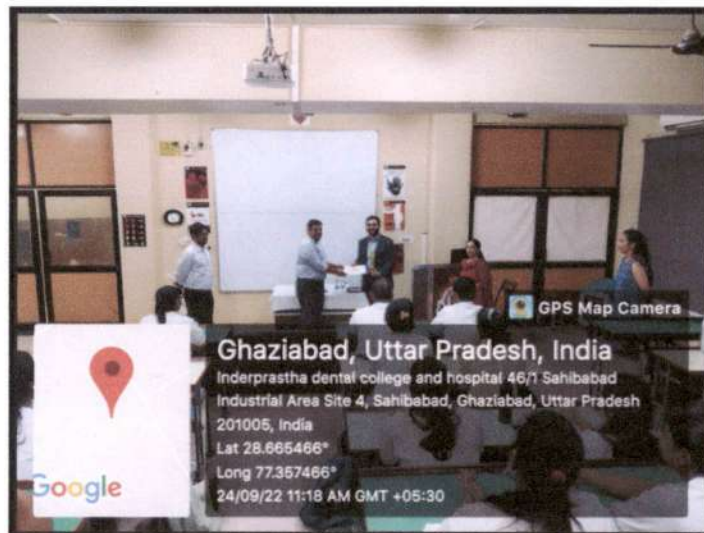 GPS Map Camera
Ghaziabad, Uttar Pradesh, India
Inderprastha dental college and hospital 46/1 Sahibabad
Industrial Area Site 4, Sahibabad, Ghaziabad, Uttar Pradesh
201005, India
Lat 28.665466°
Long 77.357466°
24/09/22 11:18 AM GMT +05:30
Google